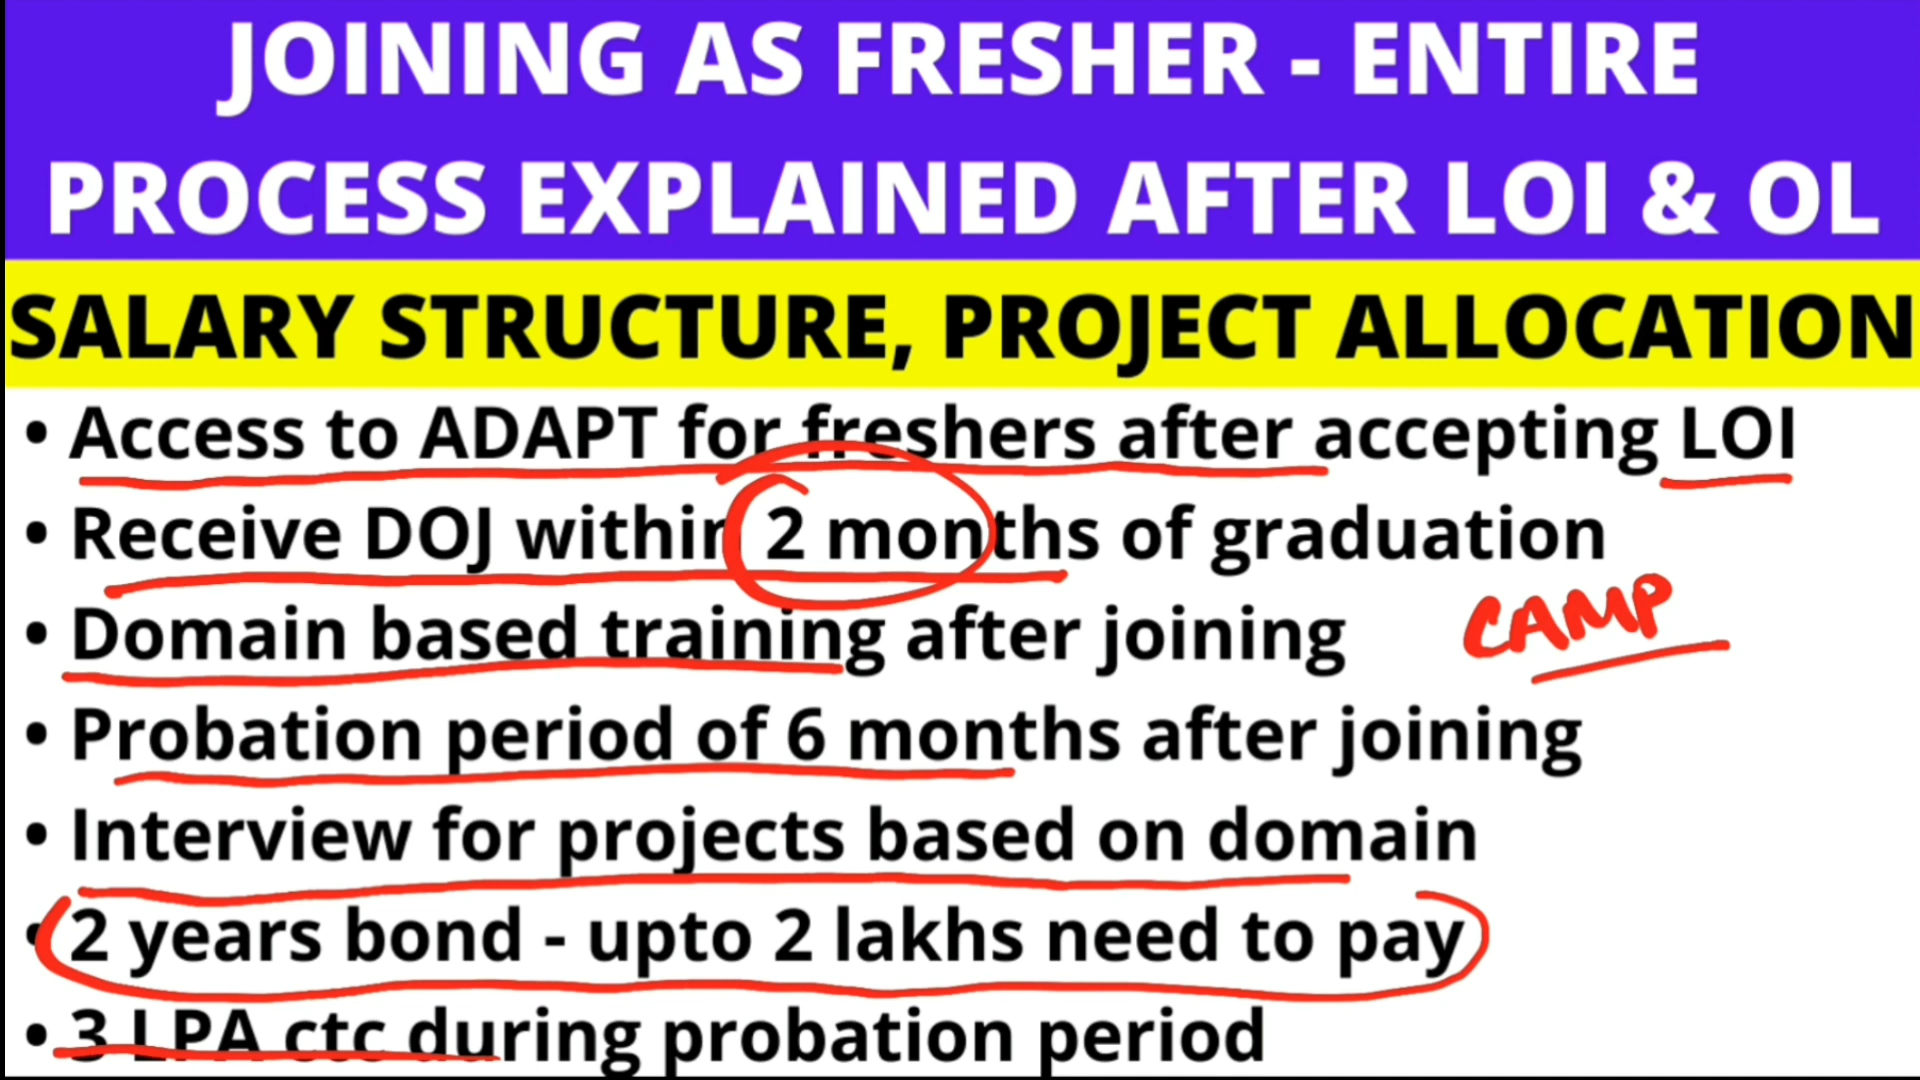 JOINING AS FRESHER - ENTIRE
PROCESS EXPLAINED AFTER LOI & OL
SALARY STRUCTURE, PROJECT ALLOCATION
• Access to ADAPT for freshers after accepting LOI
• Receive DOJ within 2 months of graduation
CAMP
• Domain based training after joining
• Probation period of 6 months after joining
• Interview for projects based on domain
• 2 years bond - upto 2 lakhs need to pay
• 3 LPA ctc during probation period